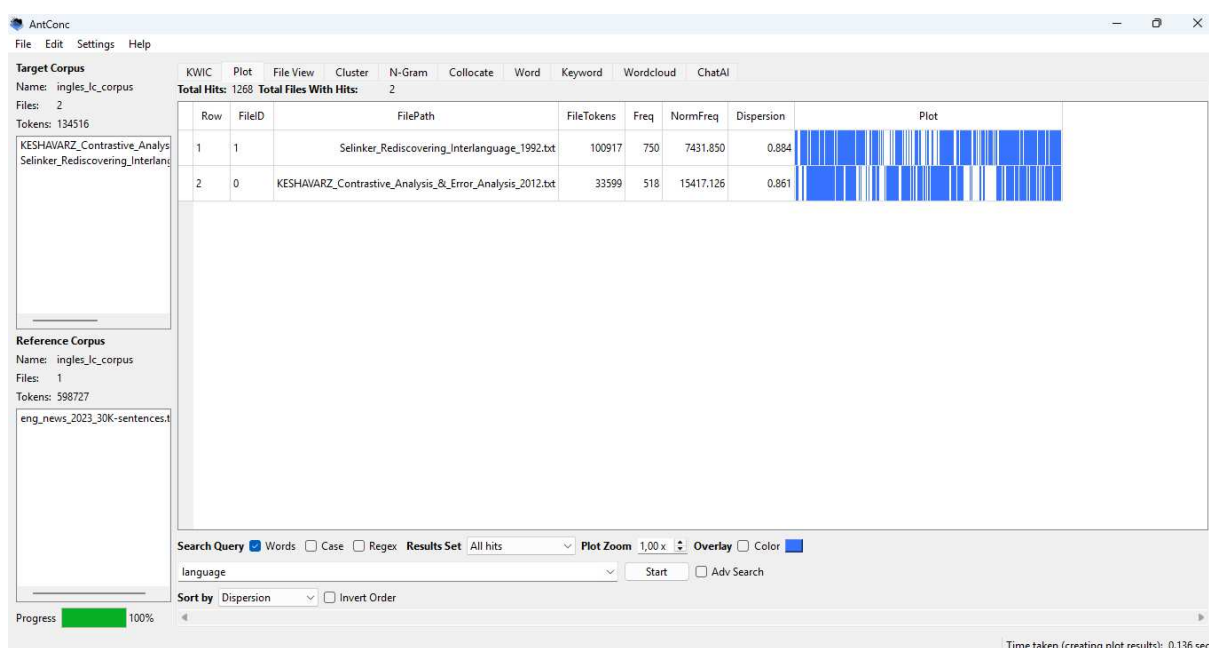 AntConc
File Edit Settings Help
Target Corpus
Name: ingles_lc_corpus
Files: 2
Tokens: 134516
KESHAVARZ_Contrastive_Analys
Selinker_Rediscovering_Interlang
Reference Corpus
Name: ingles_lc_corpus
Files: 1
Tokens: 598727
eng_news_2023_30K-sentences.t
Progress 100%
KWIC Plot File View Cluster N-Gram Collocate Word Keyword Wordcloud ChatAI
Total Hits: 1268 Total Files With Hits: 2
Row FileID FilePath FileTokens Freq NormFreq Dispersion Plot
1 1 Selinker_Rediscovering_Interlanguage_1992.txt 100917 750 7431.850 0.884
2 0 KESHAVARZ_Contrastive_Analysis_&_Error_Analysis_2012.txt 33599 518 15417.126 0.861
Search Query Words Case Regex Results Set All hits Plot Zoom 1,00 x Overlay Color
language Start Adv Search
Sort by Dispersion Invert Order
Time taken (creating plot results): 0.136 sec